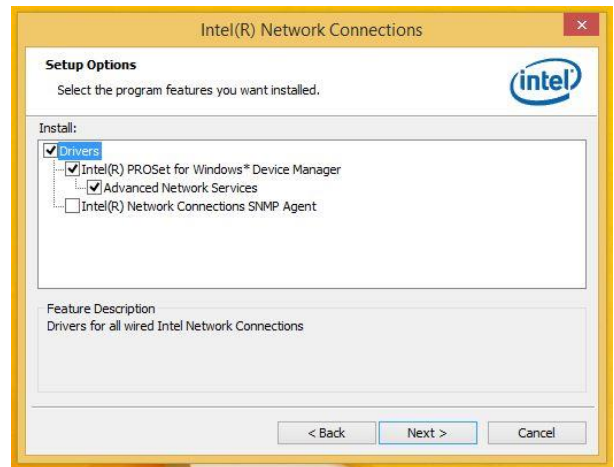 Intel(R) Network Connections
Setup Options
Select the program features you want installed.
intel
Install:
Drivers
Intel(R) PROSet for Windows* Device Manager
Advanced Network Services
Intel(R) Network Connections SNMP Agent
Feature Description
Drivers for all wired Intel Network Connections
< Back Next > Cancel